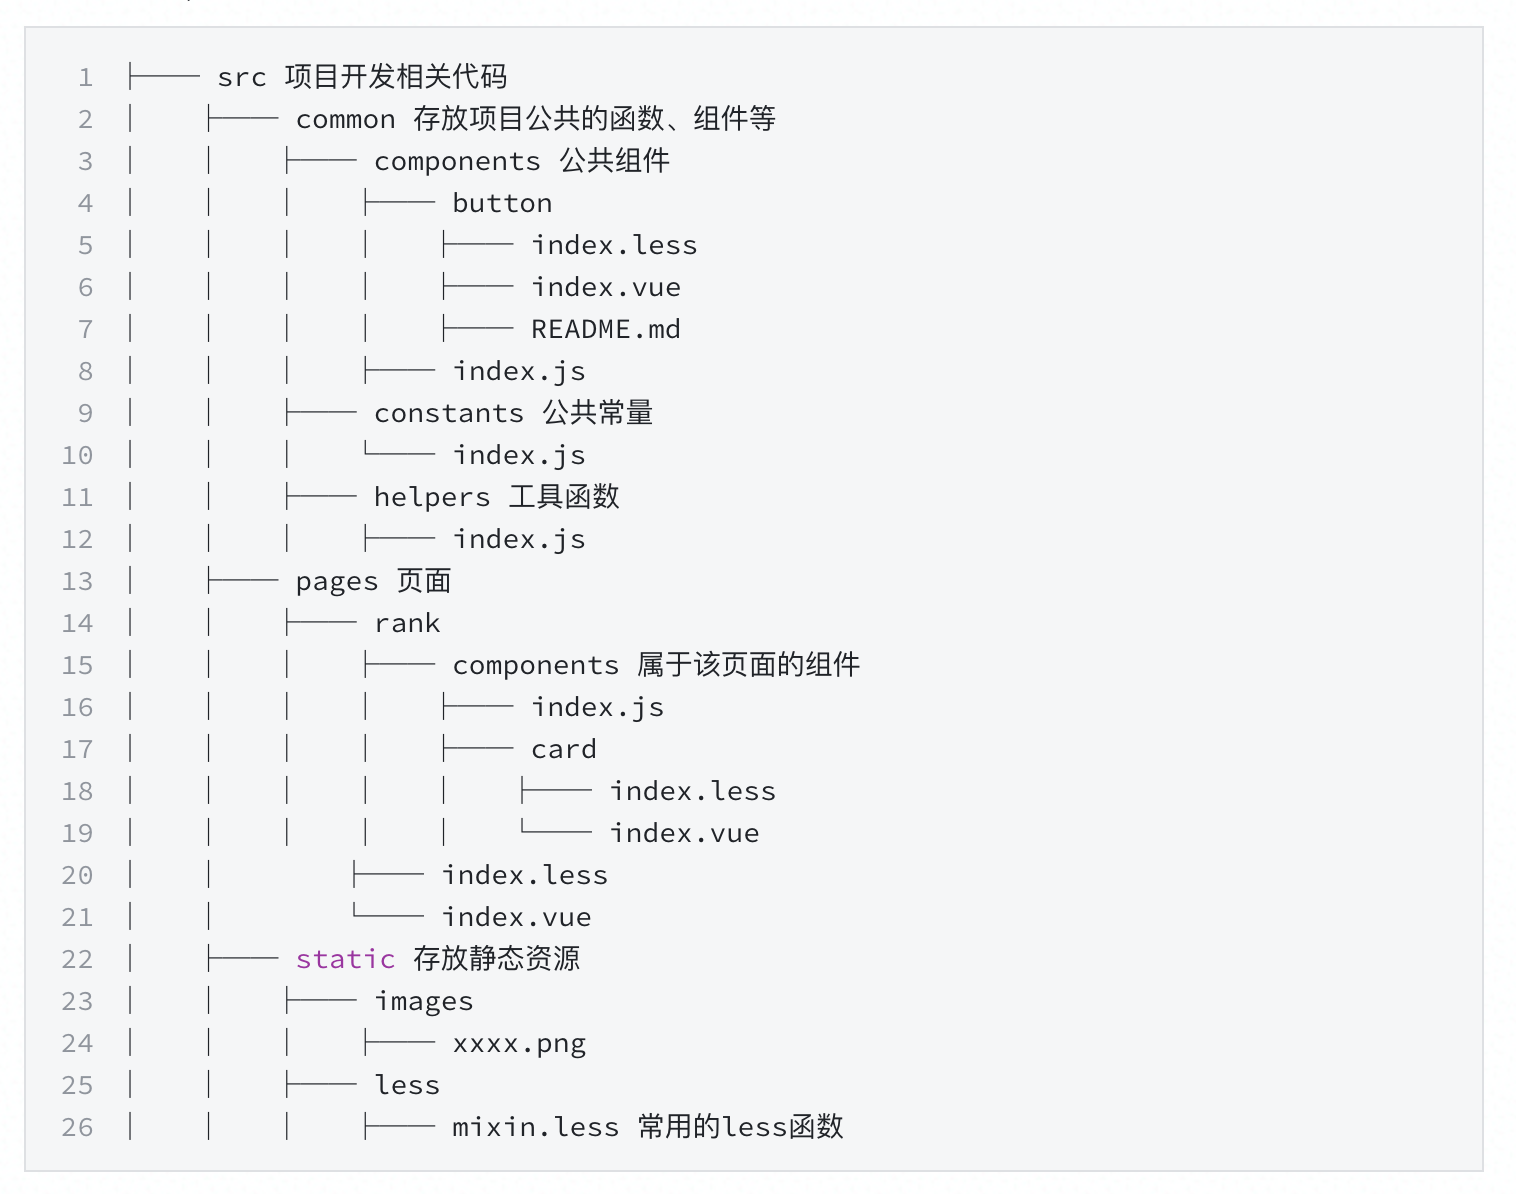 1 ├── src 项目开发相关代码
2 │   ├── common 存放项目公共的函数、组件等
3 │   │   ├── components 公共组件
4 │   │   │   ├── button
5 │   │   │   │   ├── index.less
6 │   │   │   │   ├── index.vue
7 │   │   │   │   ├── README.md
8 │   │   │   ├── index.js
9 │   │   ├── constants 公共常量
10 │   │   │   └── index.js
11 │   │   ├── helpers 工具函数
12 │   │   │   ├── index.js
13 │   ├── pages 页面
14 │   │   ├── rank
15 │   │   │   ├── components 属于该页面的组件
16 │   │   │   │   ├── index.js
17 │   │   │   │   ├── card
18 │   │   │   │   │   ├── index.less
19 │   │   │   │   │   └── index.vue
20 │   │       ├── index.less
21 │   │       └── index.vue
22 │   ├── static 存放静态资源
23 │   │   ├── images
24 │   │   │   ├── xxxx.png
25 │   │   ├── less
26 │   │   │   ├── mixin.less 常用的less函数